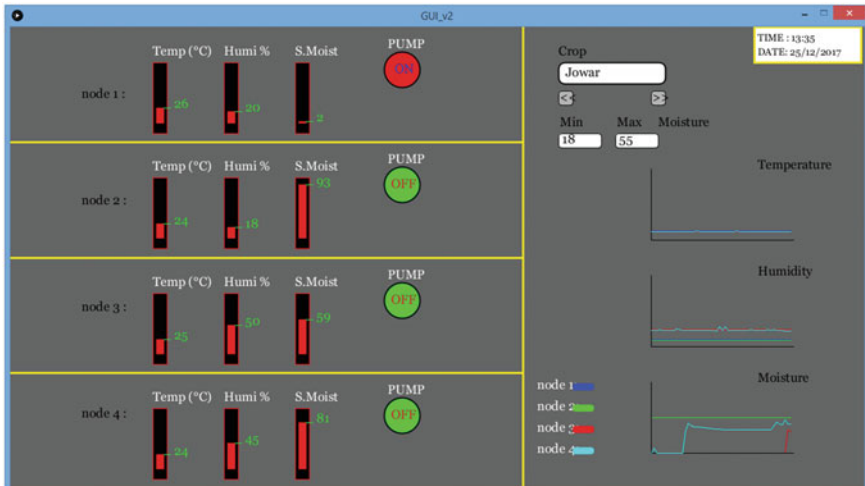 GUI_v2
Temp (°C) Humi % S.Moist PUMP
node 1 :
26
20
2
ON
Temp (°C) Humi % S.Moist PUMP
node 2 :
24
18
93
OFF
Temp (°C) Humi % S.Moist PUMP
node 3 :
25
50
59
OFF
Temp (°C) Humi % S.Moist PUMP
node 4 :
24
45
81
OFF
TIME : 13:35
DATE: 25/12/2017
Crop
Jowar
<< >>
Min Max Moisture
18 55
Temperature
Humidity
Moisture
node 1
node 2
node 3
node 4